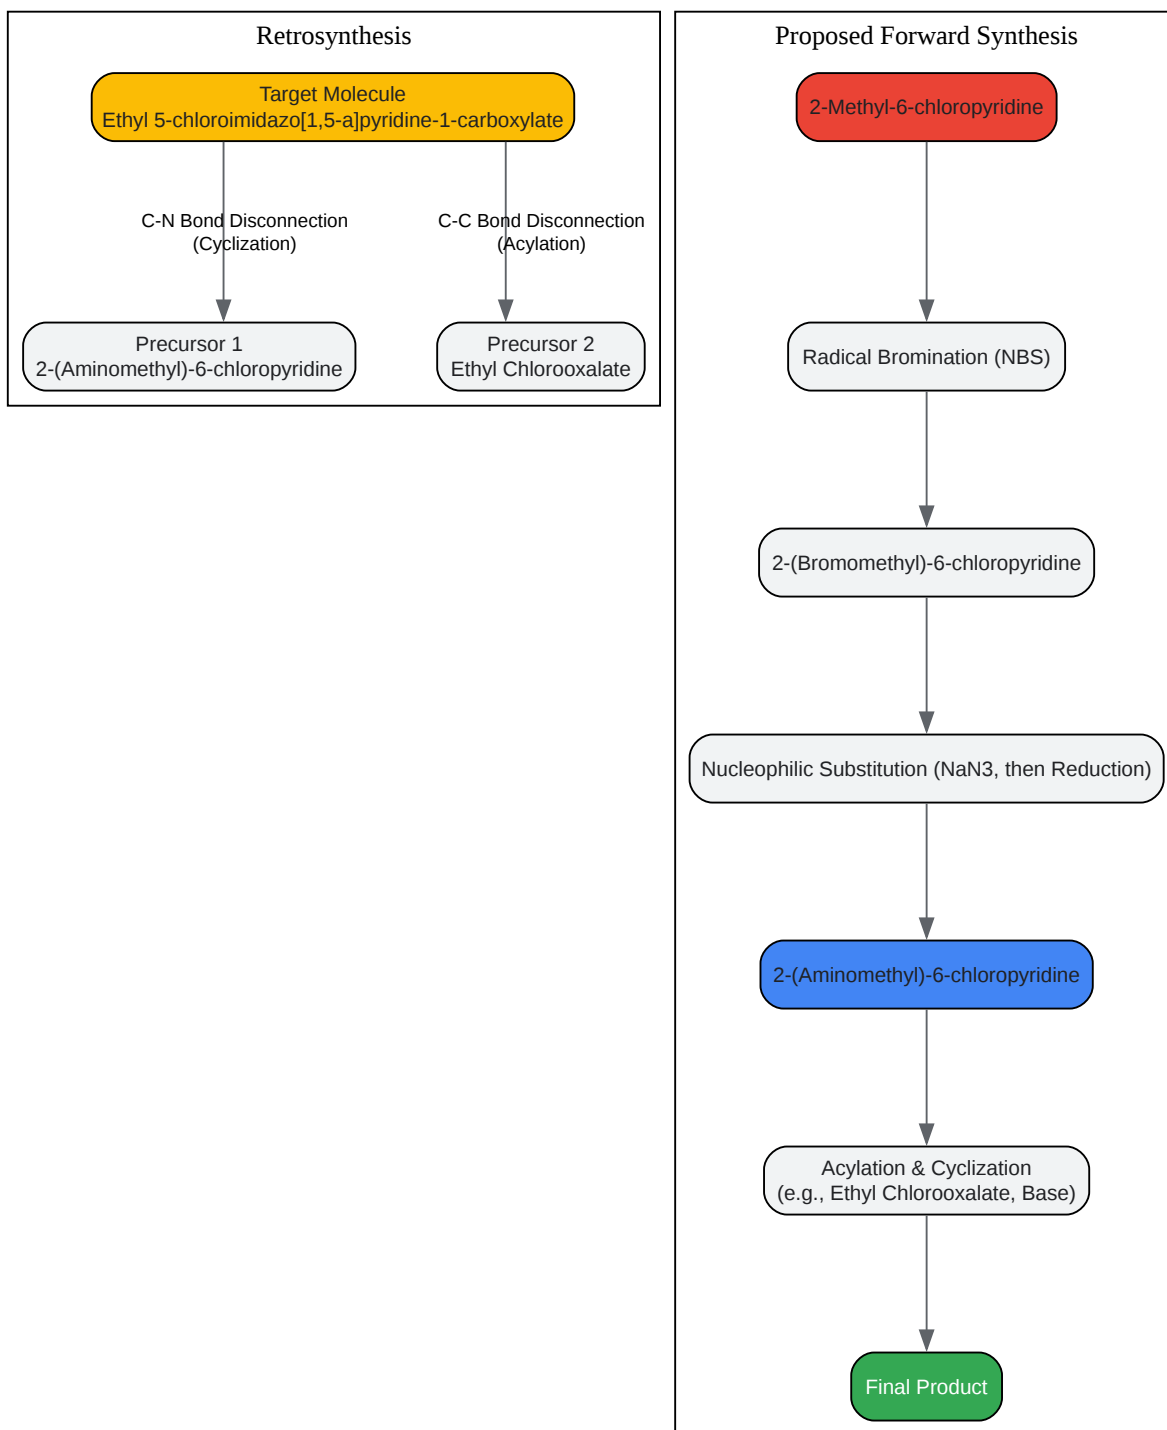 Retrosynthesis
Target Molecule
Ethyl 5-chloroimidazo[1,5-a]pyridine-1-carboxylate
C-N Bond Disconnection
(Cyclization)
C-C Bond Disconnection
(Acylation)
Precursor 1
2-(Aminomethyl)-6-chloropyridine
Precursor 2
Ethyl Chlorooxalate
Proposed Forward Synthesis
2-Methyl-6-chloropyridine
Radical Bromination (NBS)
2-(Bromomethyl)-6-chloropyridine
Nucleophilic Substitution (NaN3, then Reduction)
2-(Aminomethyl)-6-chloropyridine
Acylation & Cyclization
(e.g., Ethyl Chlorooxalate, Base)
Final Product